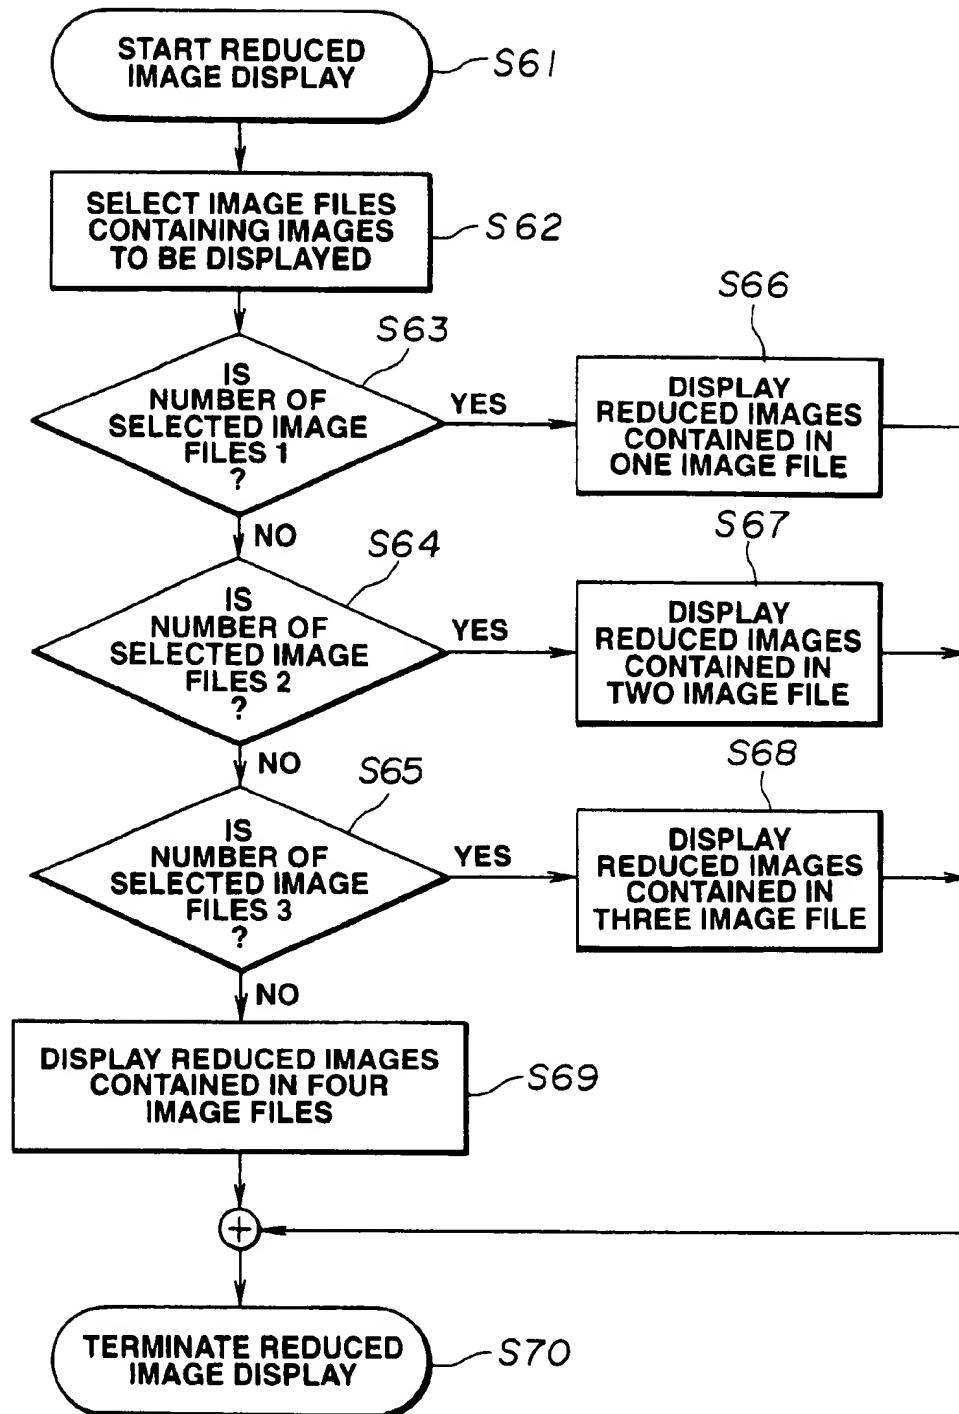 START REDUCED
IMAGE DISPLAY
S61
SELECT IMAGE FILES
CONTAINING IMAGES
TO BE DISPLAYED
S62
IS
NUMBER OF
SELECTED IMAGE
FILES 1
?
S63
YES
NO
DISPLAY
REDUCED IMAGES
CONTAINED IN
ONE IMAGE FILE
S66
IS
NUMBER OF
SELECTED IMAGE
FILES 2
?
S64
YES
NO
DISPLAY
REDUCED IMAGES
CONTAINED IN
TWO IMAGE FILE
S67
IS
NUMBER OF
SELECTED IMAGE
FILES 3
?
S65
YES
NO
DISPLAY
REDUCED IMAGES
CONTAINED IN
THREE IMAGE FILE
S68
DISPLAY REDUCED IMAGES
CONTAINED IN FOUR
IMAGE FILES
S69
+
TERMINATE REDUCED
IMAGE DISPLAY
S70